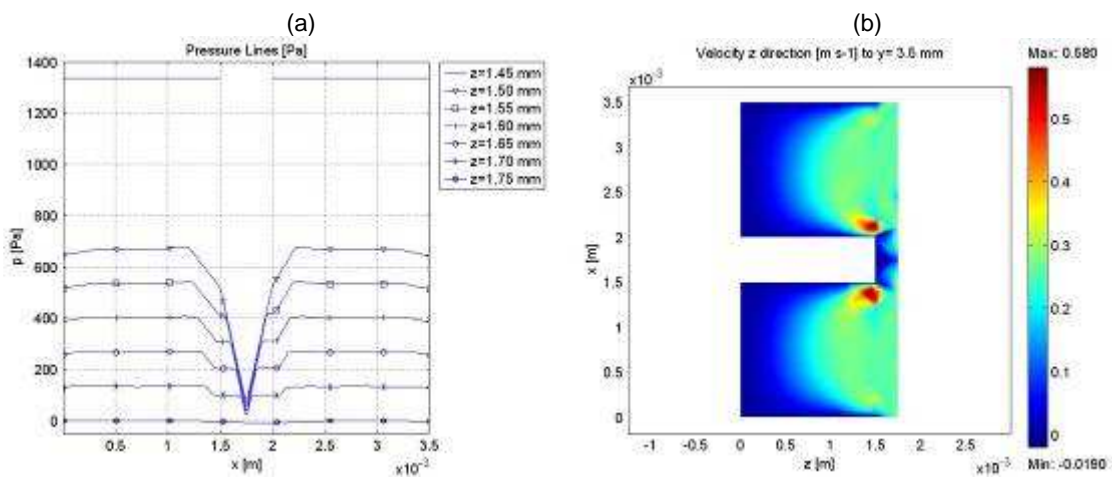 (a)
Pressure Lines [Pa]
1400
1200
1000
800
600
400
200
0
p [Pa]
0.5
1
1.5
2
2.5
3
3.5
x [m]
x10⁻³
z=1.45 mm
z=1.50 mm
z=1.55 mm
z=1.60 mm
z=1.65 mm
z=1.70 mm
z=1.75 mm
(b)
Velocity z direction [m s-1] to y= 3.6 mm
x10⁻³
3.5
3
2.5
2
1.5
1
0.5
0
x [m]
-1
-0.5
0
0.5
1
1.5
2
2.5
z [m]
x10⁻³
Max: 0.580
0.5
0.4
0.3
0.2
0.1
0
Min: -0.0190